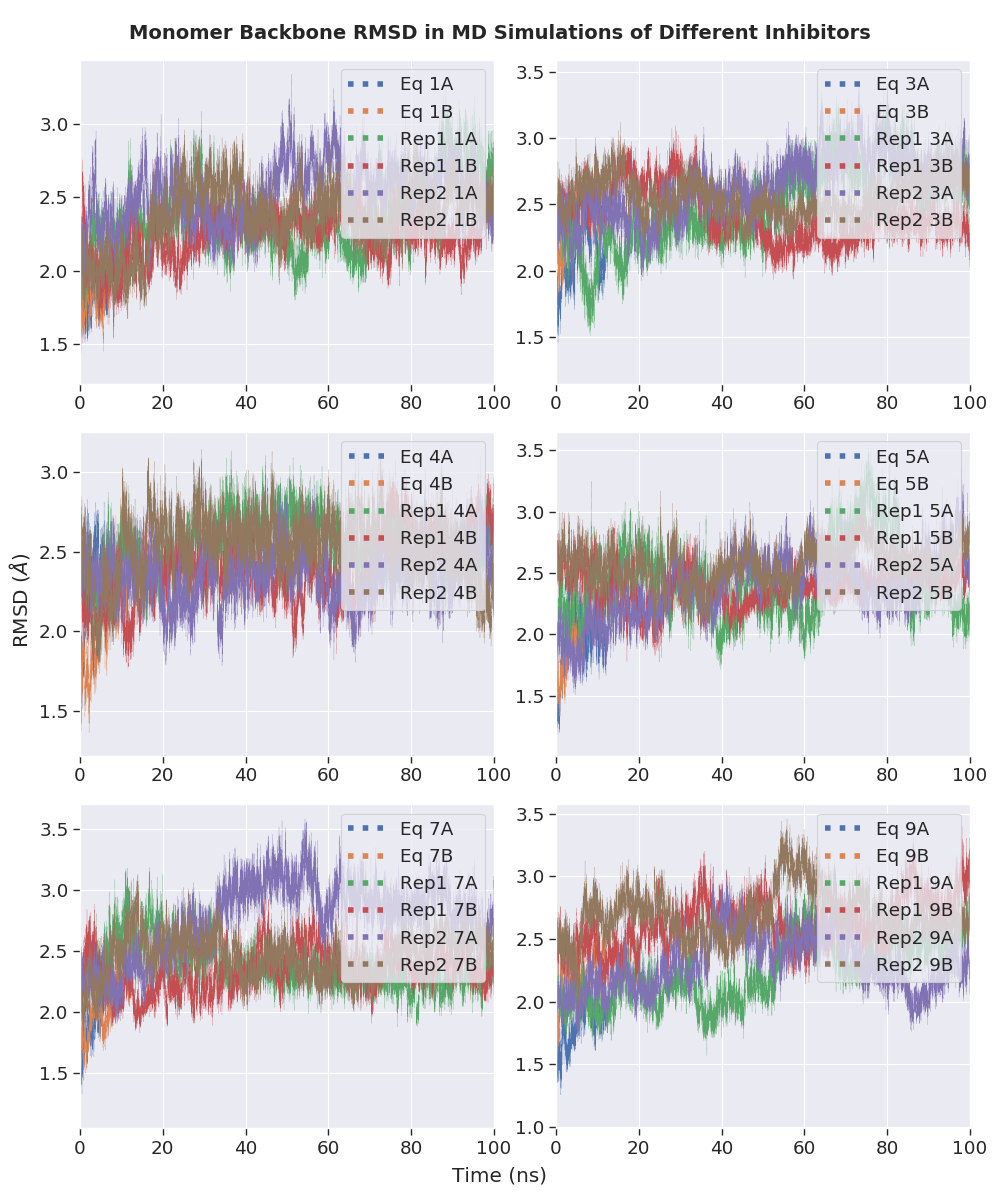 Monomer Backbone RMSD in MD Simulations of Different Inhibitors
3.0
2.5
2.0
1.5
0 20 40 60 80 100
Eq 1A
Eq 1B
Rep1 1A
Rep1 1B
Rep2 1A
Rep2 1B
3.5
3.0
2.5
2.0
1.5
0 20 40 60 80 100
Eq 3A
Eq 3B
Rep1 3A
Rep1 3B
Rep2 3A
Rep2 3B
RMSD (Å)
3.0
2.5
2.0
1.5
0 20 40 60 80 100
Eq 4A
Eq 4B
Rep1 4A
Rep1 4B
Rep2 4A
Rep2 4B
3.5
3.0
2.5
2.0
1.5
0 20 40 60 80 100
Eq 5A
Eq 5B
Rep1 5A
Rep1 5B
Rep2 5A
Rep2 5B
3.5
3.0
2.5
2.0
1.5
0 20 40 60 80 100
Eq 7A
Eq 7B
Rep1 7A
Rep1 7B
Rep2 7A
Rep2 7B
3.5
3.0
2.5
2.0
1.5
1.0
0 20 40 60 80 100
Eq 9A
Eq 9B
Rep1 9A
Rep1 9B
Rep2 9A
Rep2 9B
Time (ns)